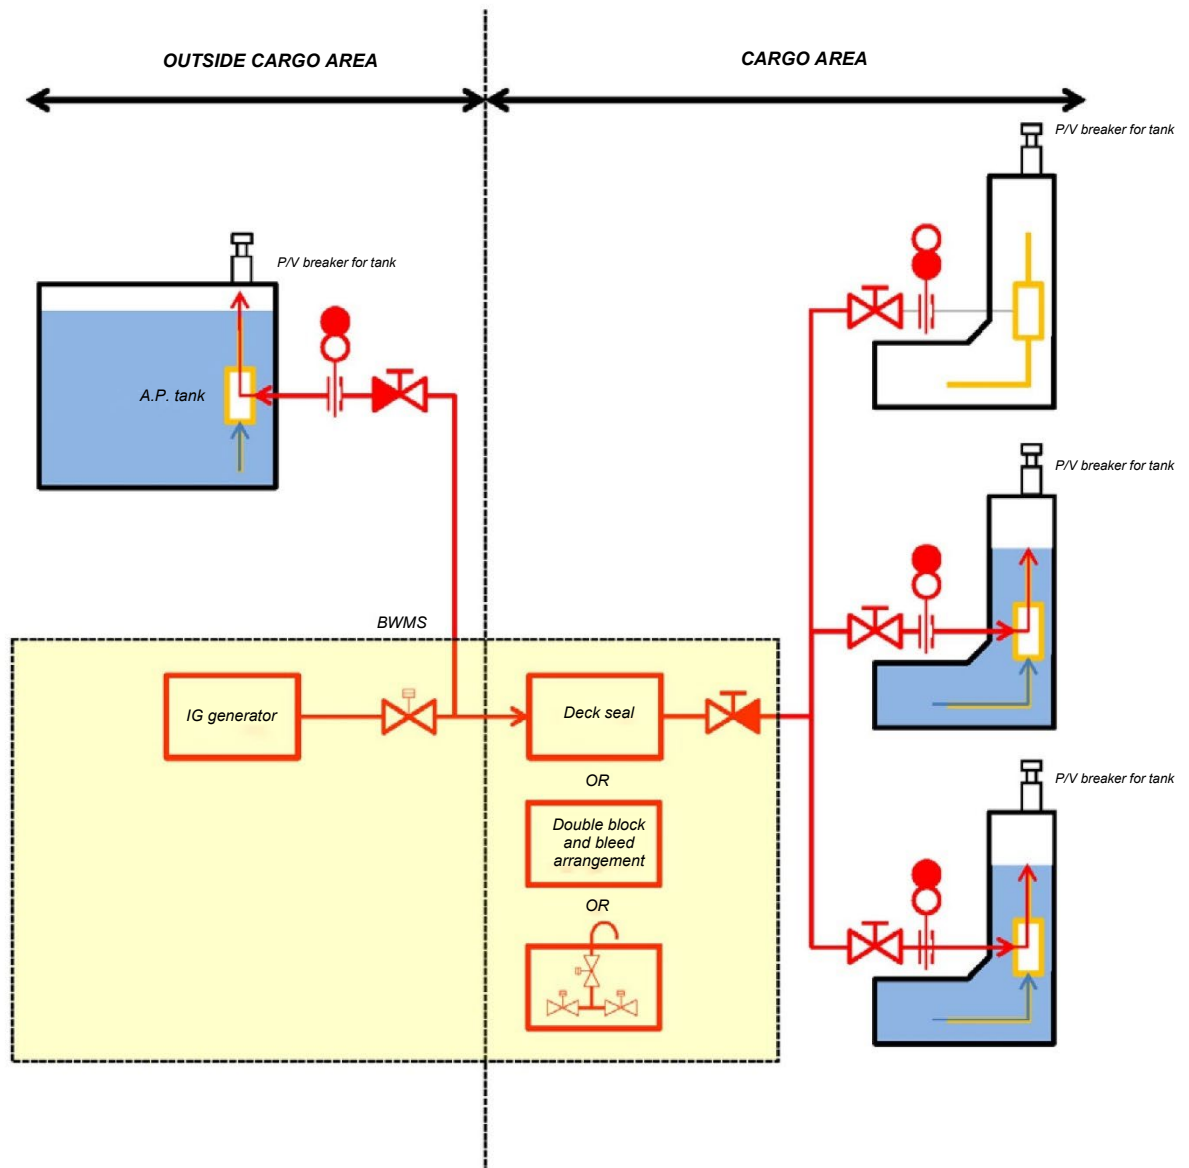 OUTSIDE CARGO AREA
CARGO AREA
P/V breaker for tank
P/V breaker for tank
A.P. tank
P/V breaker for tank
BWMS
IG generator
Deck seal
P/V breaker for tank
OR
Double block
and bleed
arrangement
OR